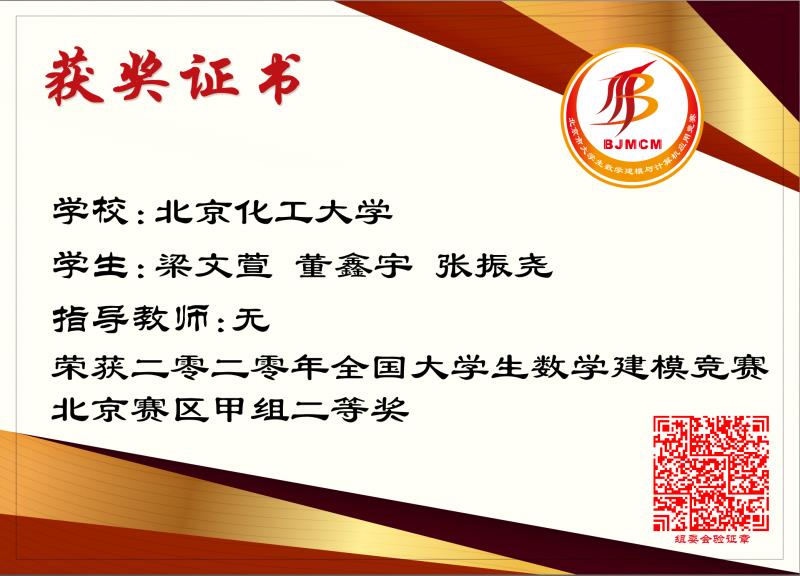 获奖证书
BJMCM
北京市大学生数学建模与计算机应用竞赛
学校:北京化工大学
学生:梁文萱 董鑫宇 张振尧
指导教师:无
荣获二零二零年全国大学生数学建模竞赛
北京赛区甲组二等奖
组委会验证章